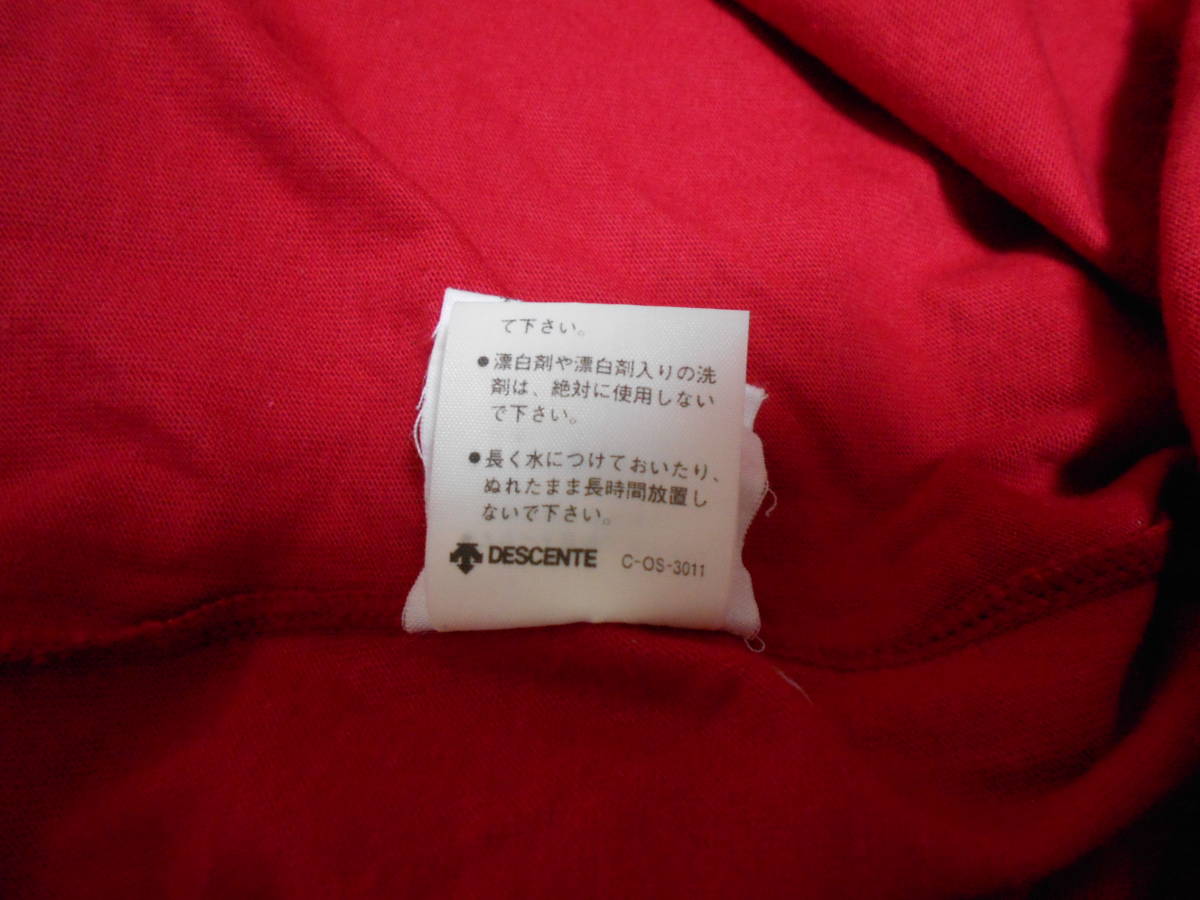 て下さい。
●漂白剤や漂白剤入りの洗
剤は、絶対に使用しない
で下さい。
●長く水につけておいたり、
ぬれたまま長時間放置し
ないで下さい。
DESCENTE C-OS-3011